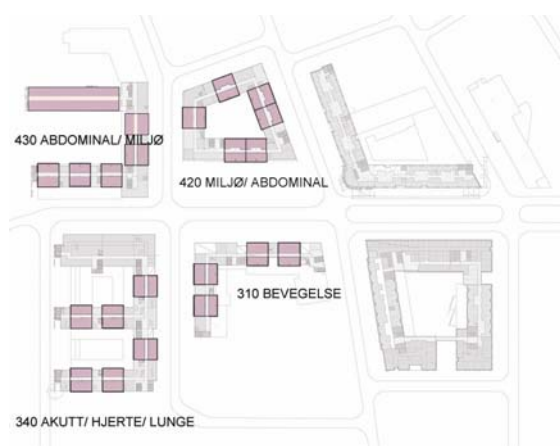 430 ABDOMINAL/ MILJØ
420 MILJØ/ ABDOMINAL
310 BEVEGELSE
340 AKUTT/ HJERTE/ LUNGE